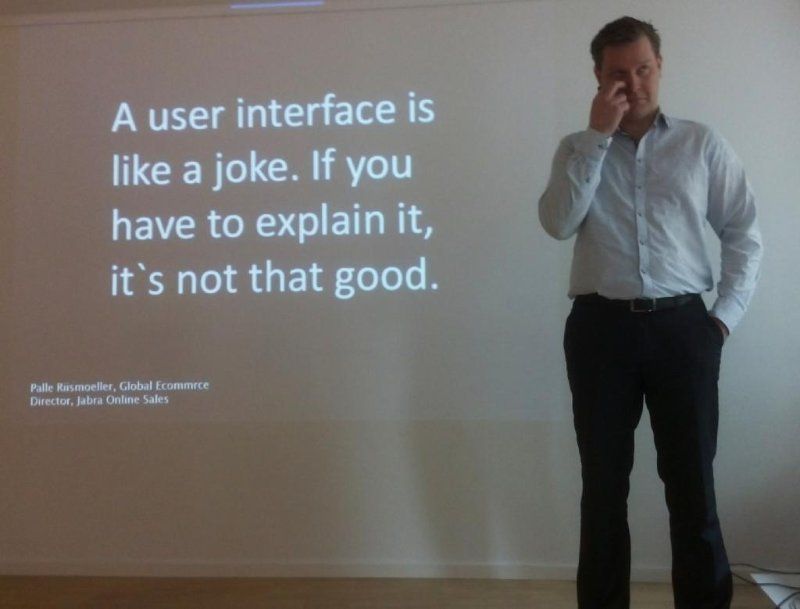 A user interface is
like a joke. If you
have to explain it,
it`s not that good.
Palle Riismoeller, Global Ecommrce
Director, Jabra Online Sales